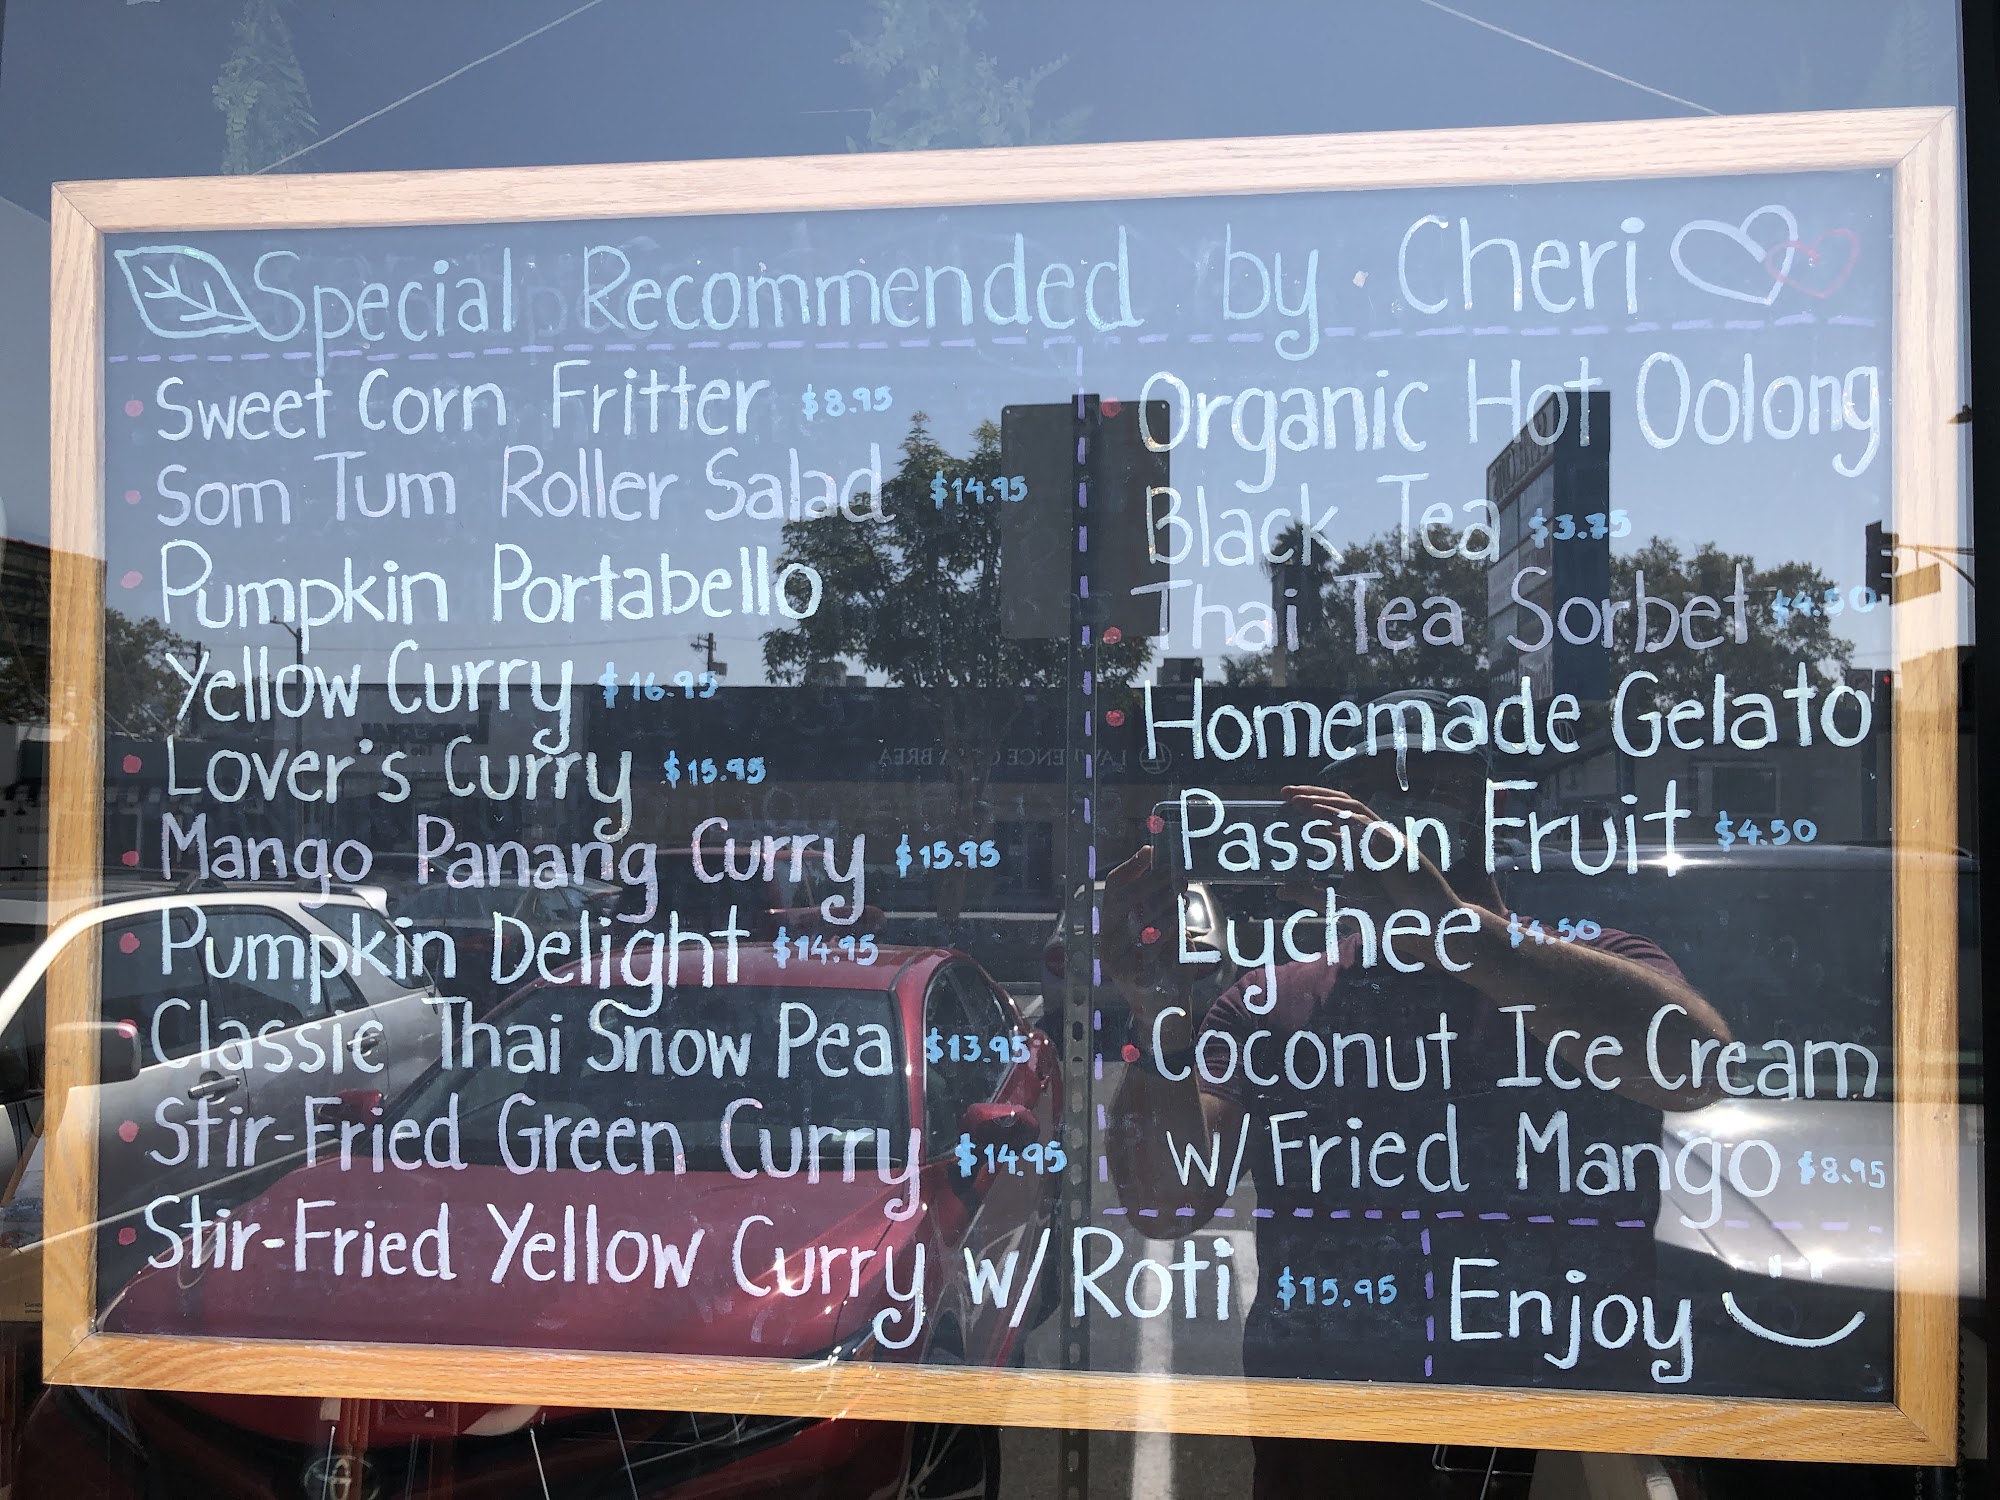 Special Recommended by Cheri
• Sweet Corn Fritter $8.95
• Som Tum Roller Salad $14.95
• Pumpkin Portabello
Yellow Curry $16.95
• Lover's Curry $15.95
• Mango Panang Curry $15.95
• Pumpkin Delight $14.95
• Classic Thai Snow Pea $13.95
• Stir-Fried Green Curry $14.95
• Stir-Fried Yellow Curry w/ Roti $15.95
• Organic Hot Oolong
Black Tea $3.75
• Thai Tea Sorbet $4.50
• Homemade Gelato
• Passion Fruit $4.50
• Lychee $4.50
• Coconut Ice Cream
w/ Fried Mango $8.95
Enjoy